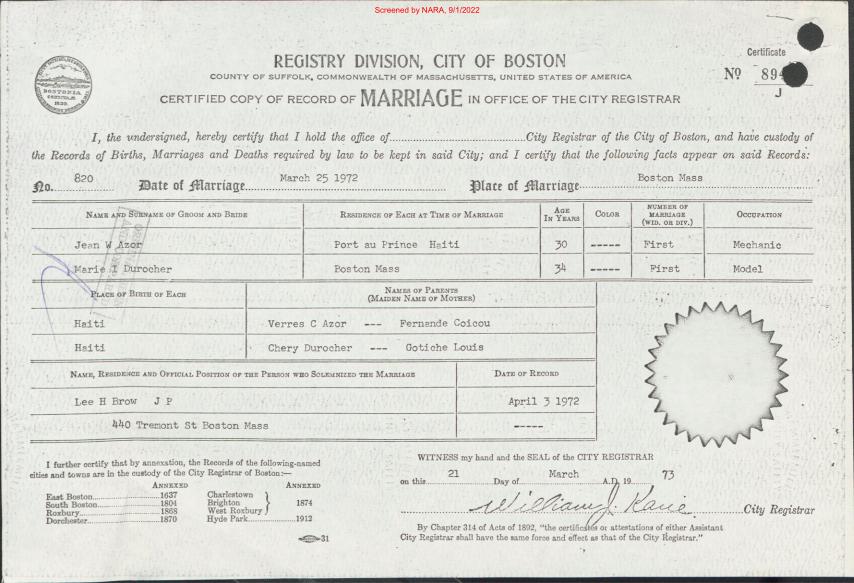 Screened by NARA, 9/1/2022
Certificate
REGISTRY DIVISION, CITY OF BOSTON
COUNTY OF SUFFOLK, COMMONWEALTH OF MASSACHUSETTS, UNITED STATES OF AMERICA
No 894
J
CERTIFIED COPY OF RECORD OF MARRIAGE IN OFFICE OF THE CITY REGISTRAR
I, the undersigned, hereby certify that I hold the office of City Registrar of the City of Boston, and have custody of
the Records of Births, Marriages and Deaths required by law to be kept in said City; and I certify that the following facts appear on said Records:
No. 820 Date of Marriage March 25 1972 Place of Marriage Boston Mass
NAME AND SURNAME OF GROOM AND BRIDE RESIDENCE OF EACH AT TIME OF MARRIAGE AGE IN YEARS COLOR NUMBER OF MARRIAGE (WID. OR DIV.) OCCUPATION
Jean W Azor Port au Prince Haiti 30 ----- First Mechanic
Marie Durocher Boston Mass 34 ----- First Model
PLACE OF BIRTH OF EACH NAMES OF PARENTS (MAIDEN NAME OF MOTHER)
Haiti Verres C Azor --- Fernande Coicou
Haiti Chery Durocher --- Gotiche Louis
NAME, RESIDENCE AND OFFICIAL POSITION OF THE PERSON WHO SOLEMNIZED THE MARRIAGE DATE OF RECORD
Lee H Brow J P April 3 1972
440 Tremont St Boston Mass -----
I further certify that by annexation, the Records of the following-named
cities and towns are in the custody of the City Registrar of Boston:—
ANNEXED ANNEXED
East Boston 1637
South Boston 1804
Roxbury 1868
Dorchester 1870
Charlestown
Brighton 1874
West Roxbury
Hyde Park 1912
31
WITNESS my hand and the SEAL of the CITY REGISTRAR
on this 21 Day of March A.D. 19 73
William J. Kane City Registrar
By Chapter 314 of Acts of 1892, "the certificates or attestations of either Assistant
City Registrar shall have the same force and effect as that of the City Registrar."